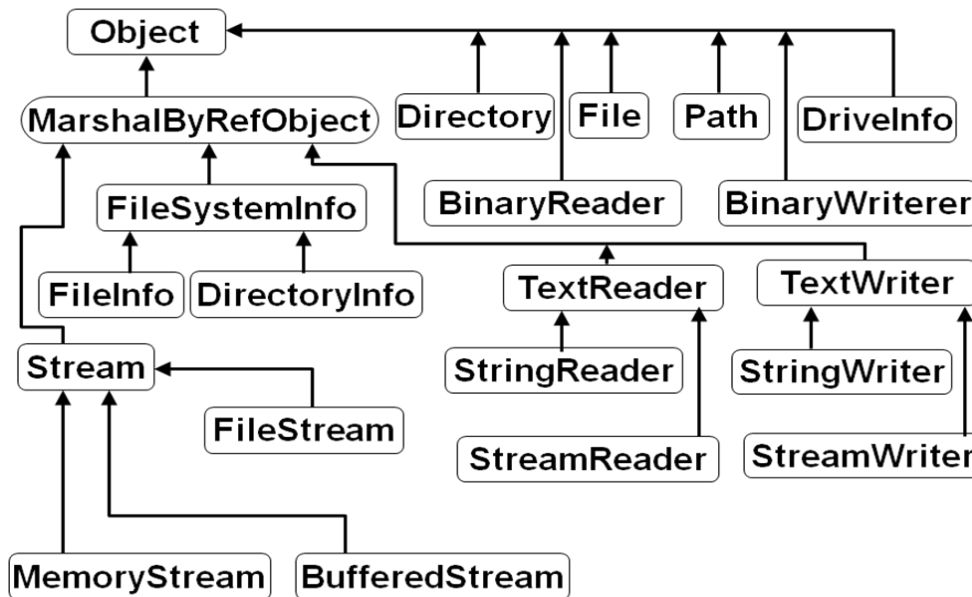 Object
Directory
File
Path
DriveInfo
MarshalByRefObject
BinaryReader
BinaryWriterer
FileSystemInfo
FileInfo
DirectoryInfo
TextReader
TextWriter
Stream
StringReader
StringWriter
FileStream
StreamReader
StreamWriter
MemoryStream
BufferedStream